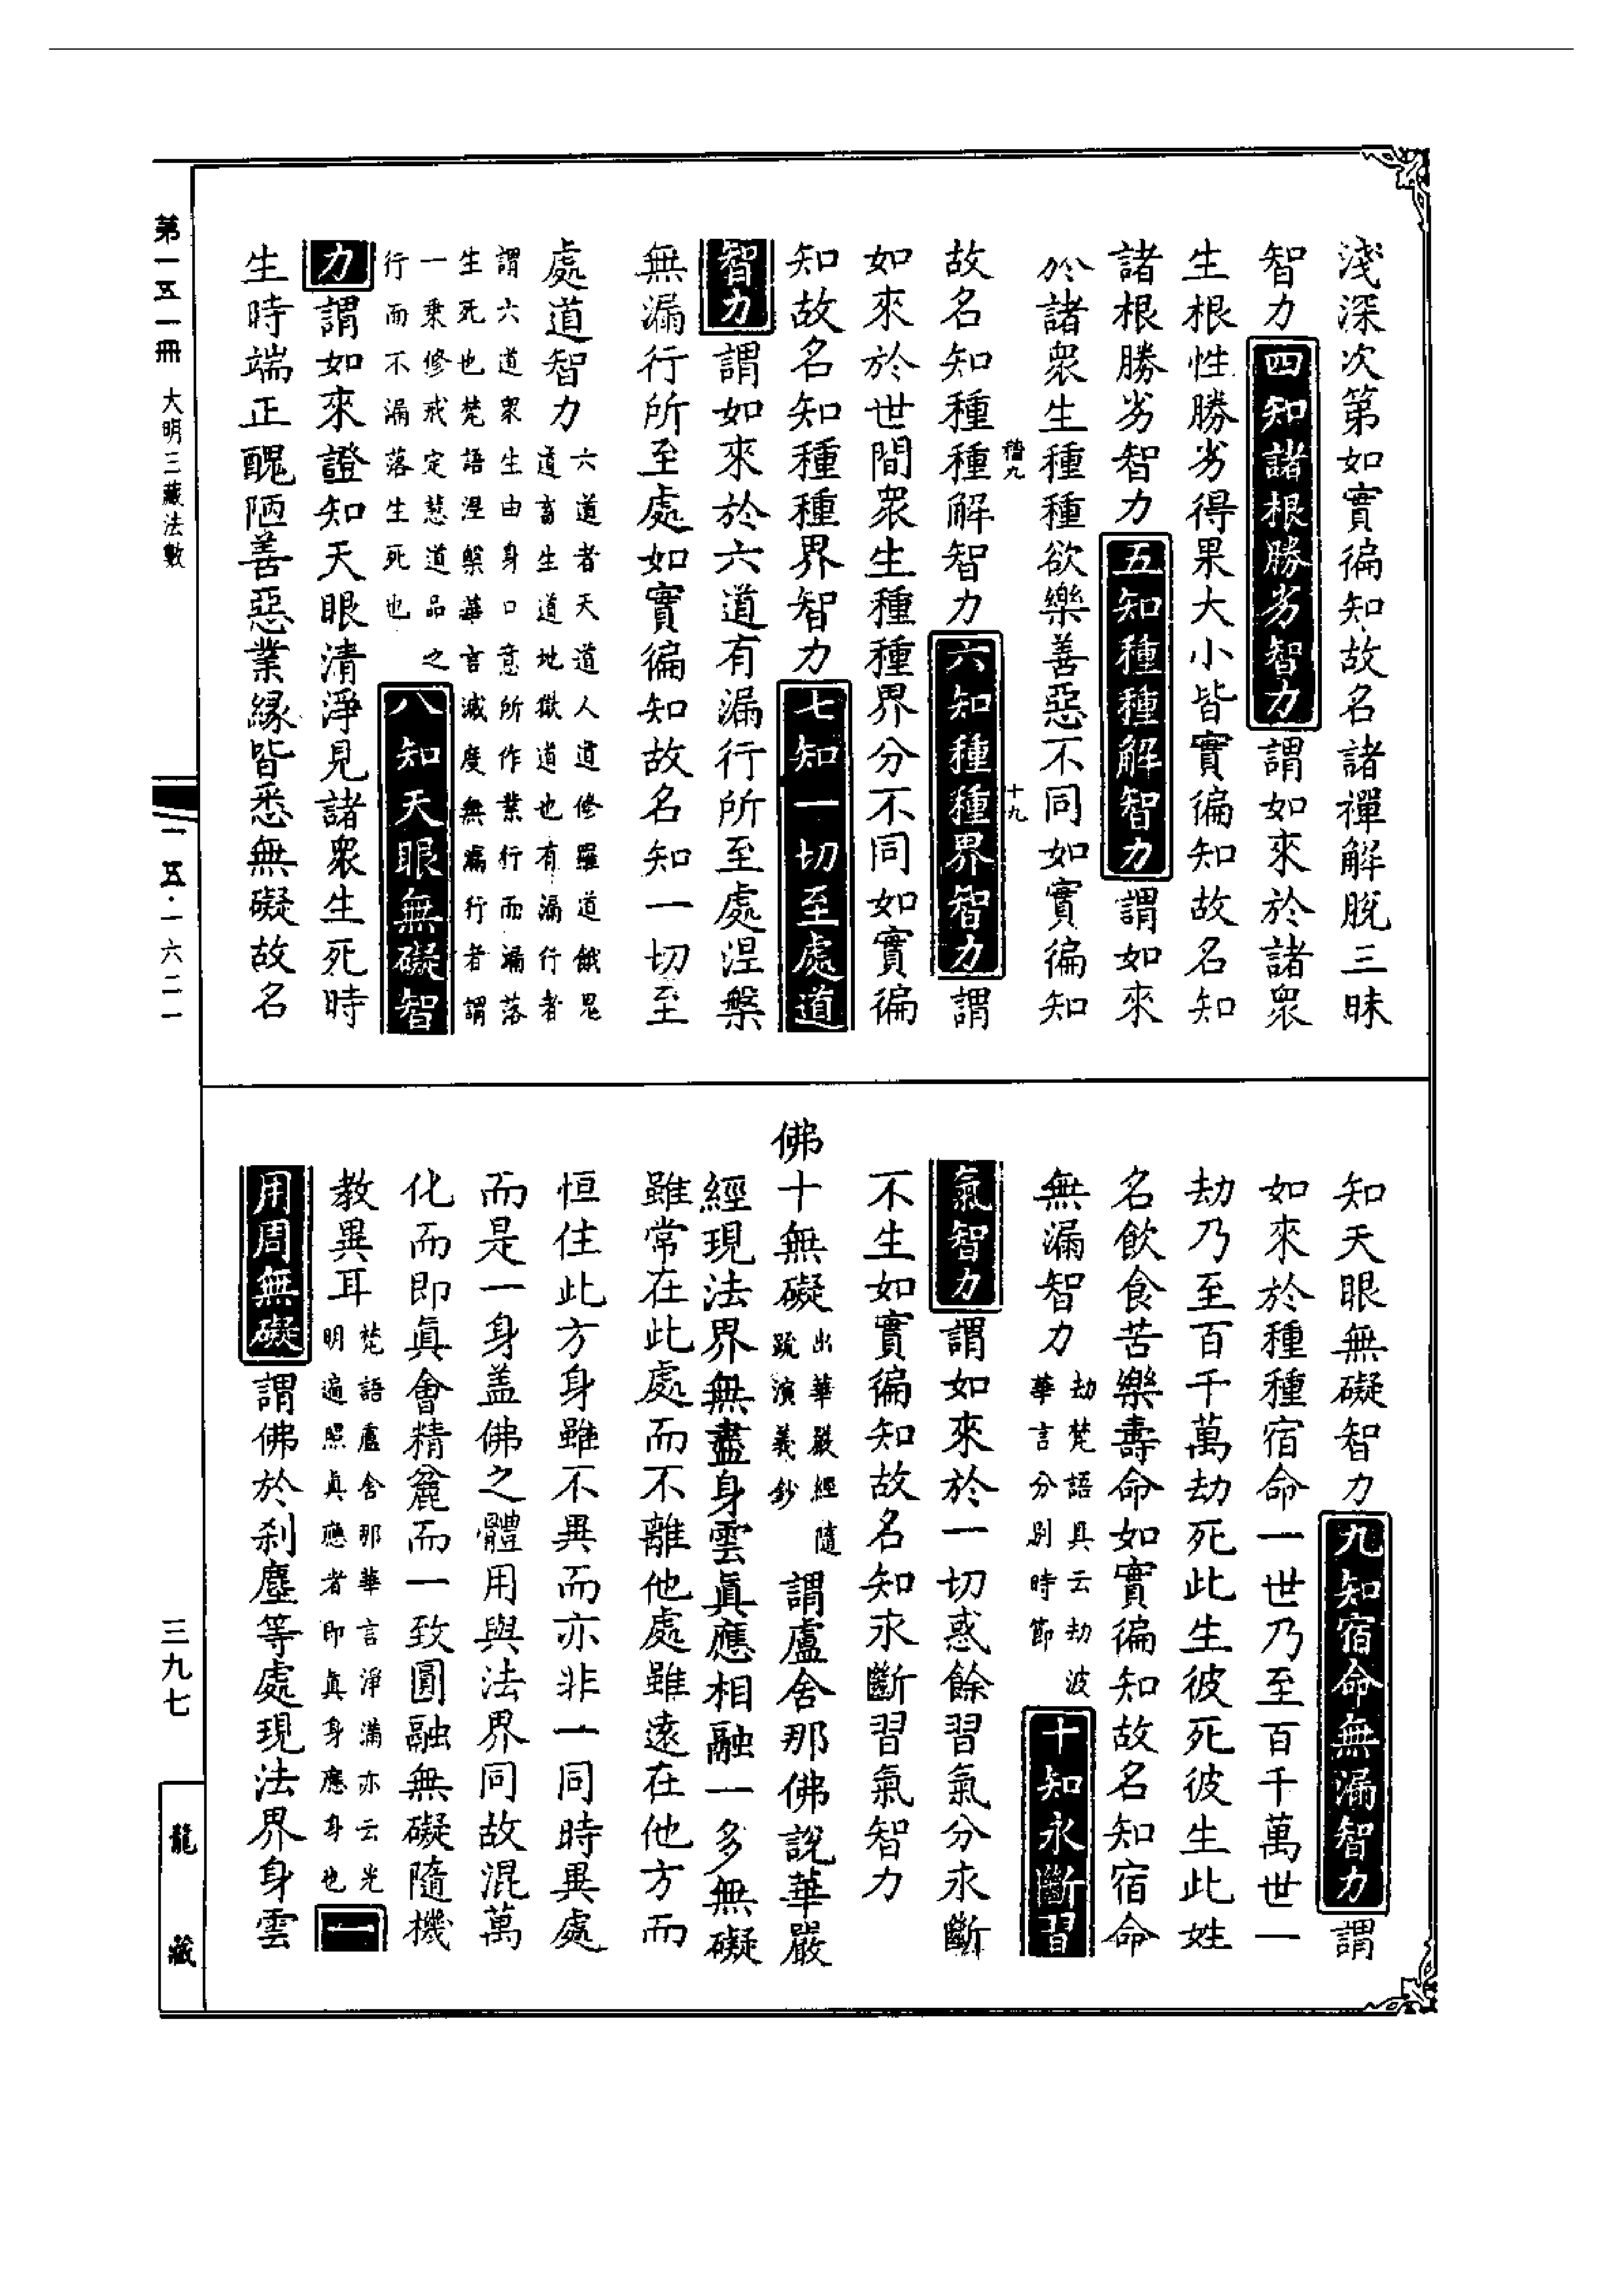 淺深次第如實徧知故名諸禪解脫三昧
智力四知諸根勝劣智力謂如來於諸衆
生根性勝劣得果大小皆實徧知故名知
諸根勝劣智力五知種種解智力謂如來
於諸衆生種種欲樂善惡不同如實徧知
故名知種種解智力六知種種界智力謂
如來於世間衆生種種界分不同如實徧
知故名知種種界智力七知一切至處道
智力謂如來於六道有漏行所至處涅槃
無漏行所至處如實徧知故名知一切至
處道智力
六道者天道人道修羅道餓鬼
道畜生道地獄道也有漏行者
謂六道衆生由身口意所作業行而漏落
生死也梵語涅槃華言滅度無漏行者謂
一乘修戒定慧道品之
行而不漏落生死也
八知天眼無礙智
力謂如來證知天眼清淨見諸衆生死時
生時端正醜陋善惡業緣皆悉無礙故名
知天眼無礙智力九知宿命無漏智力謂
如來於種種宿命一世乃至百千萬世一
劫乃至百千萬劫死此生彼死彼生此姓
名飲食苦樂壽命如實徧知故名知宿命
無漏智力
劫梵語具云劫波
華言分別時節
十知永斷習
氣智力謂如來於一切惑餘習氣分永斷
不生如實徧知故名知永斷習氣智力
佛十無礙
出華嚴經隨
疏演義鈔
謂盧舍那佛說華嚴
經現法界無盡身雲眞應相融一多無礙
雖常在此處而不離他處雖遠在他方而
恒住此方身雖不異而亦非一同時異處
而是一身盖佛之體用與法界同故混萬
化而即眞會精麄而一致圓融無礙隨機
教異耳
梵語盧舍那華言淨滿亦云光
明遍照眞應者即眞身應身也
一
用周無礙謂佛於刹塵等處現法界身雲
第一五一冊 大明三藏法數
一五·一六二一
三九七
龍藏
十九